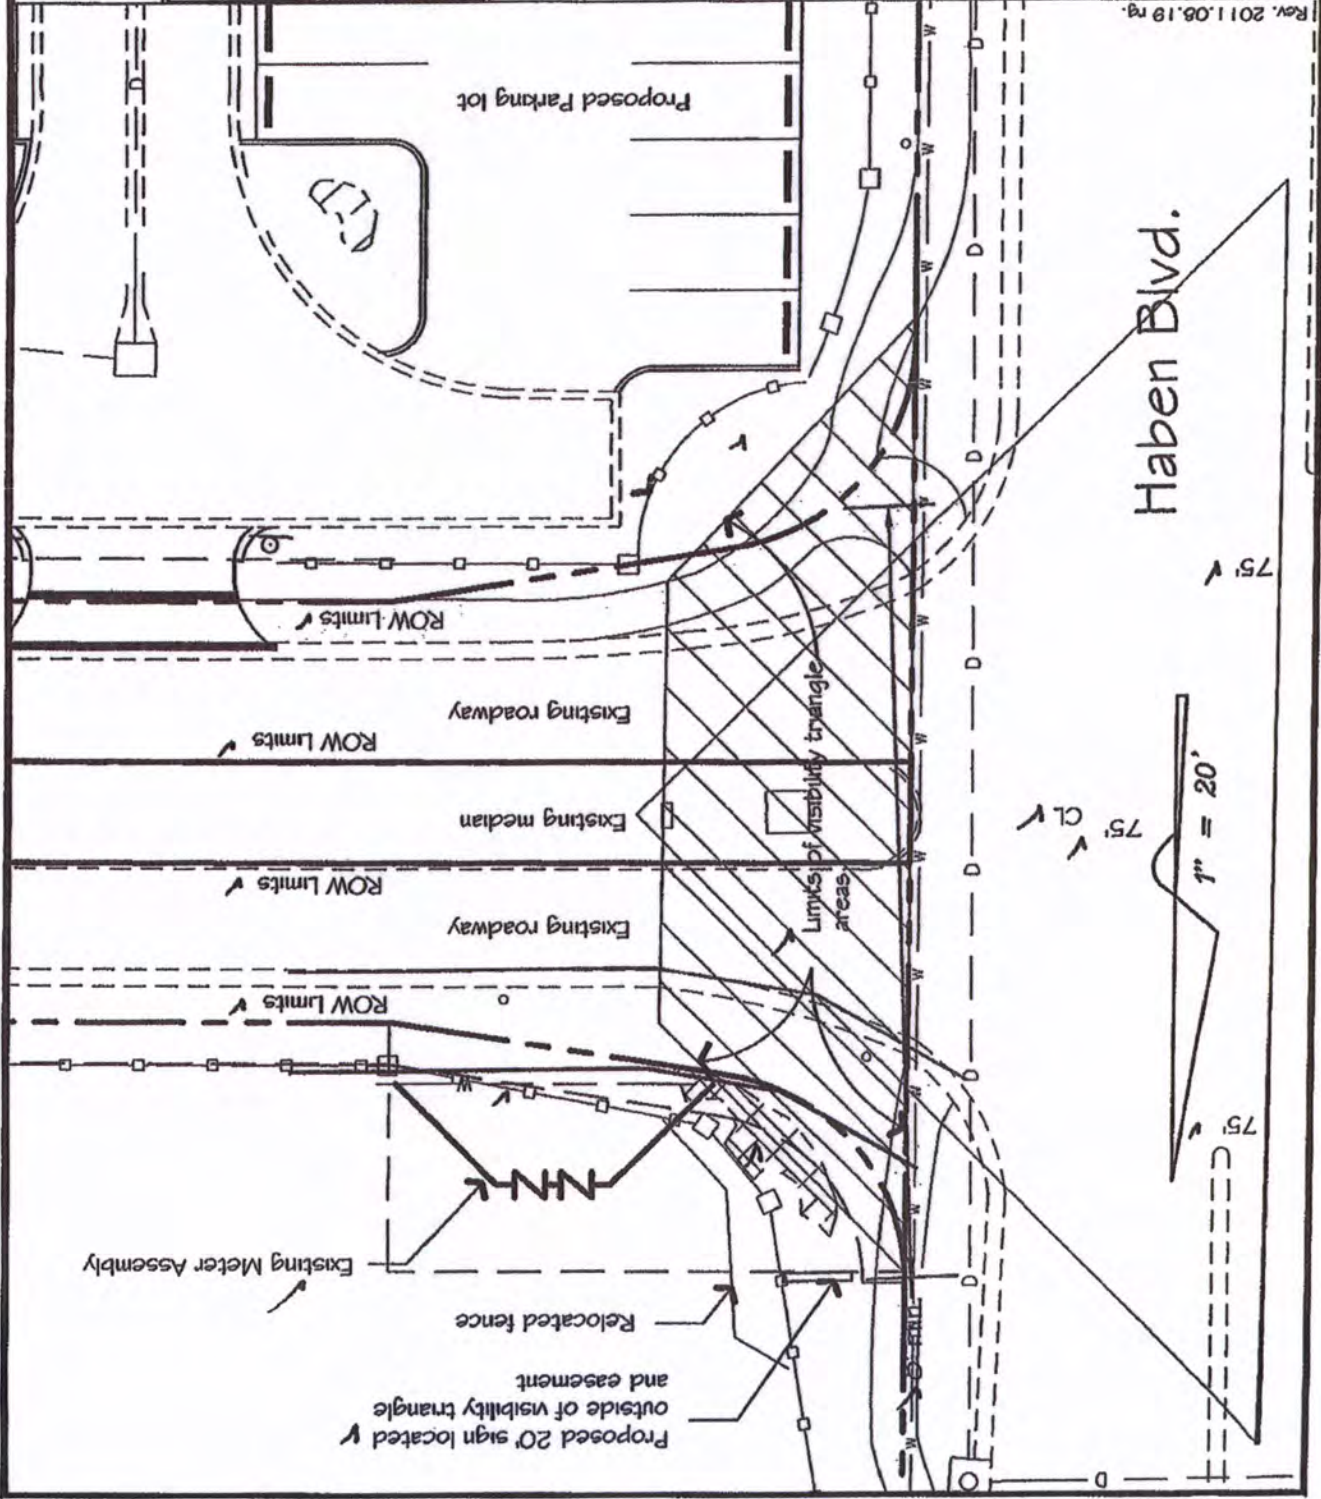 Rev. 2011.08.19 rg.
Proposed Parking lot
Haben Blvd.
75'
ROW Limits
Existing roadway
ROW Limits
Limits of visibility triangle
areas
Existing median
CL
75'
1" = 20'
ROW Limits
Existing roadway
ROW Limits
75'
Existing Meter Assembly
Relocated fence
Proposed 20' sign located
outside of visibility triangle
and easement
W
W
W
W
W
W
W
W
W
W
W
W
W
D
D
D
D
D
D
D
D
D